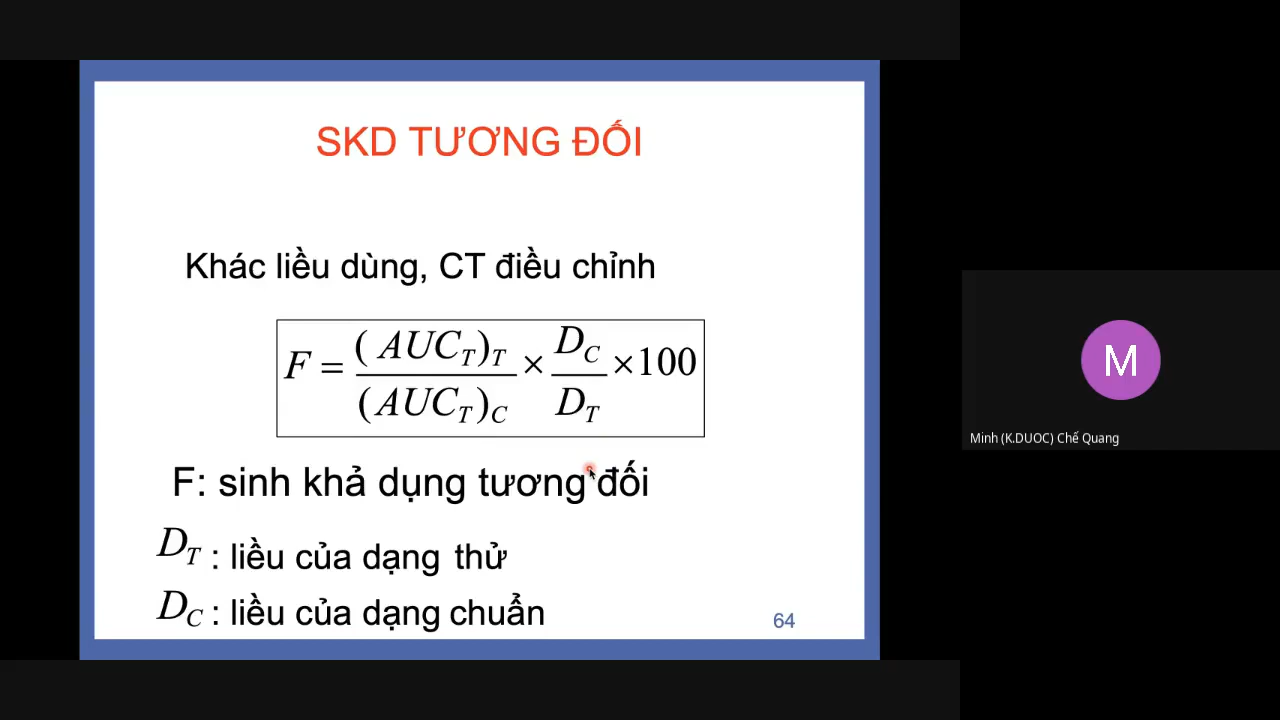 SKD TƯƠNG ĐỐI
Khác liều dùng, CT điều chỉnh
F = (AUC_T)_T / (AUC_T)_C × D_C / D_T × 100
F: sinh khả dụng tương đối
D_T : liều của dạng thử
D_C : liều của dạng chuẩn
64
M
Minh (K.DUOC) Chế Quang